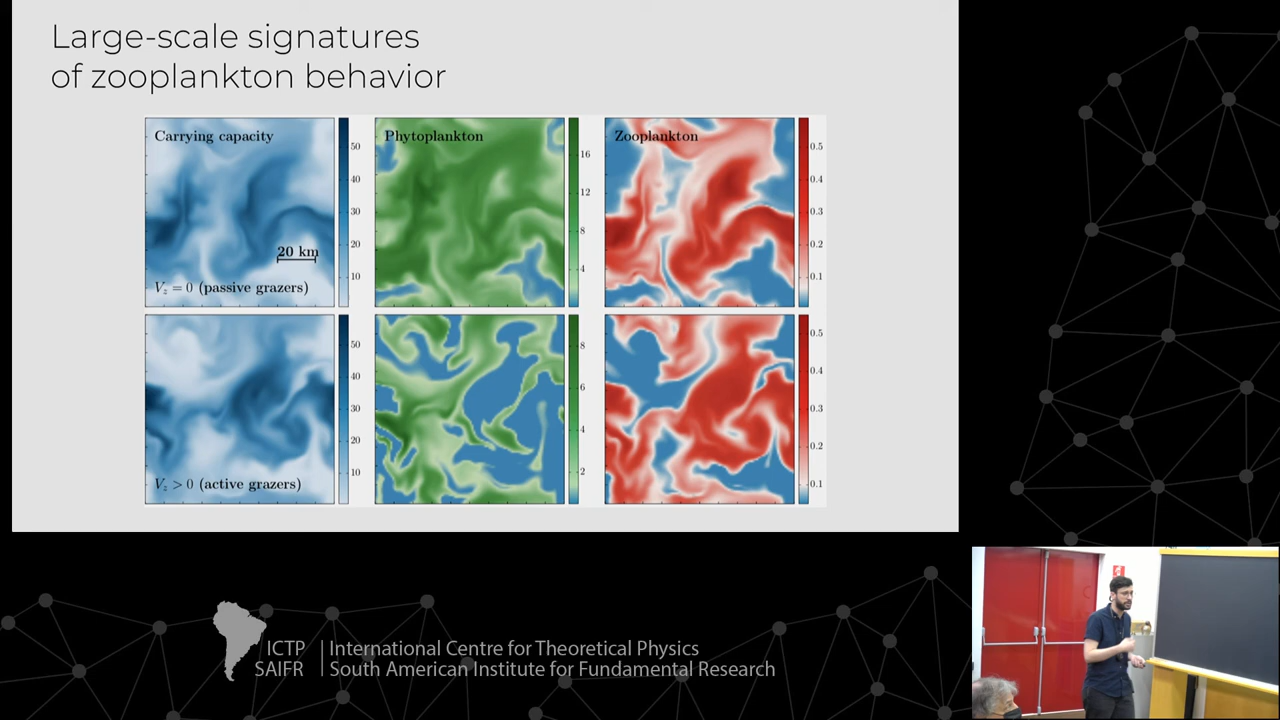 Large-scale signatures
of zooplankton behavior
Carrying capacity
50
40
30
20
10
20 km
V_z = 0 (passive grazers)
Phytoplankton
16
12
8
4
Zooplankton
0.5
0.4
0.3
0.2
0.1
50
40
30
20
10
V_z > 0 (active grazers)
8
6
4
2
0.5
0.4
0.3
0.2
0.1
ICTP
SAIFR
International Centre for Theoretical Physics
South American Institute for Fundamental Research